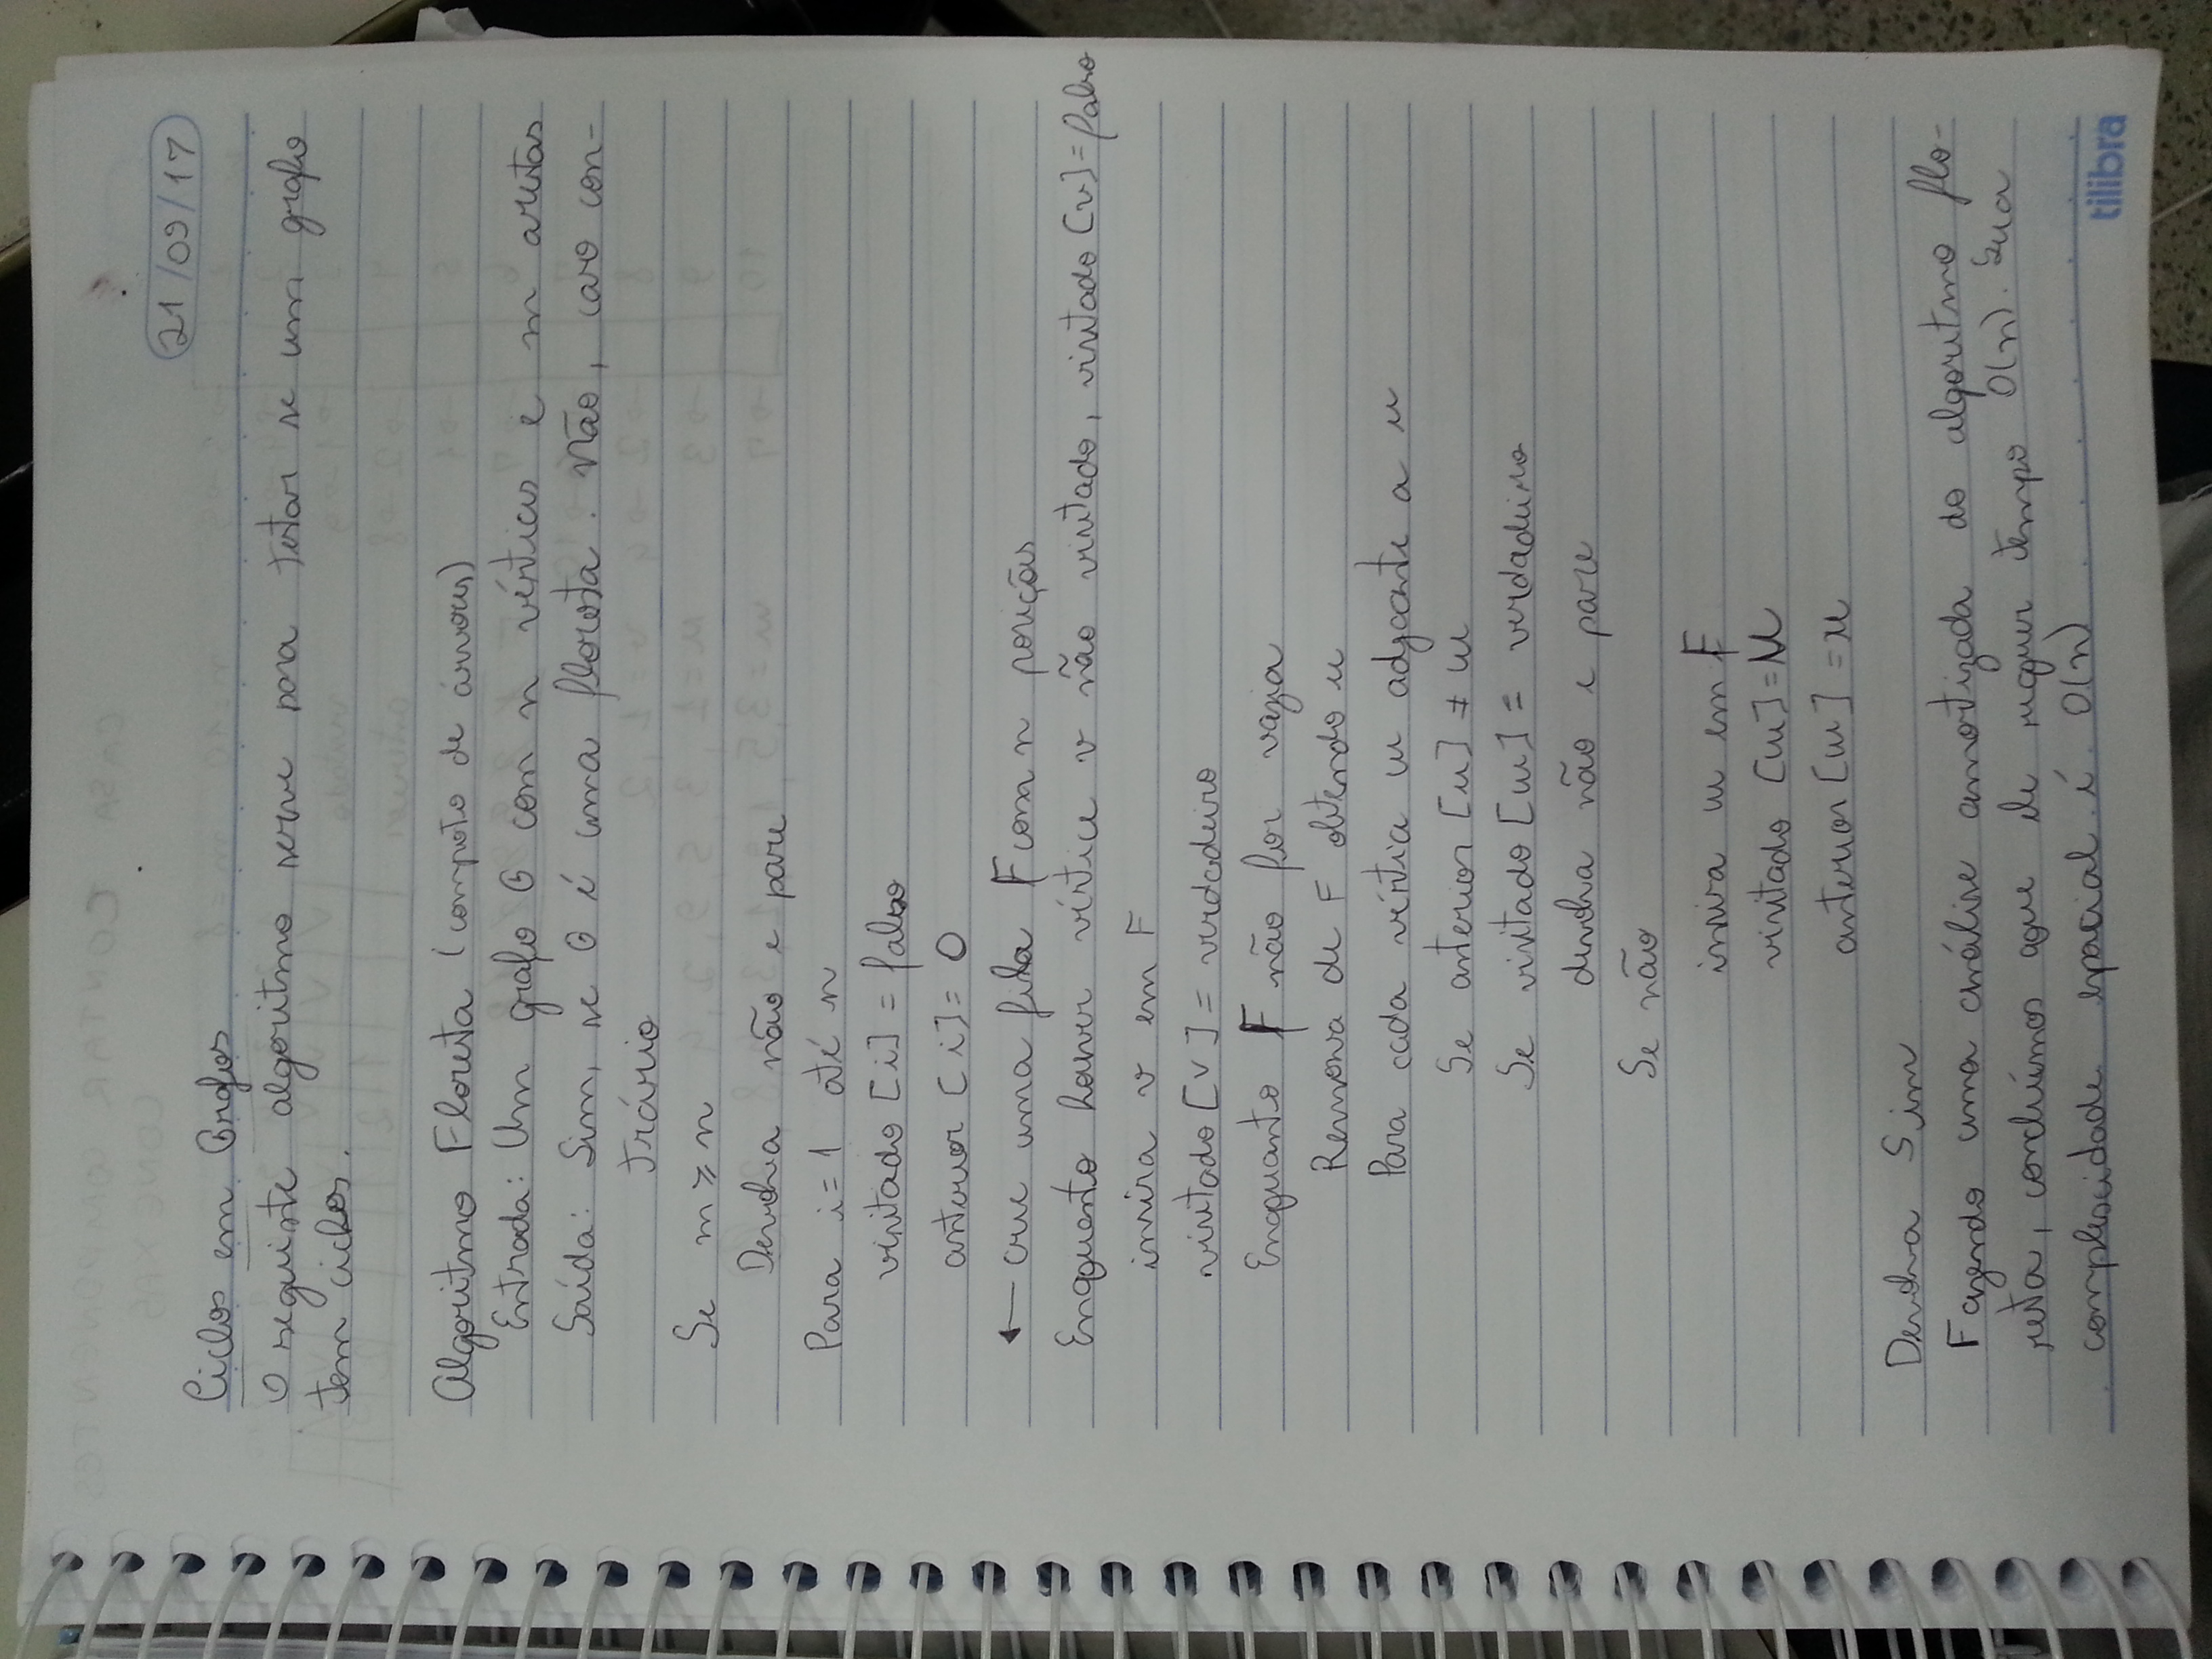 21/09/17
Ciclos em Grafos
O seguinte algoritmo serve para testar se um grafo
tem ciclos.
Algoritmo Floresta (composto de árvores)
Entrada: Um grafo G com n vértices e m arestas
Saída: Sim, se G é uma floresta. Não, caso con-
trário
Se m ⩾ n
Devolva não e pare
Para i=1 até n
visitado [i] = falso
anterior [i]= 0
← crie uma fila F com n posições
Enquanto houver vértice v não visitado, visitado [v]= falso
insira v em F
visitado [v] = verdadeiro
Enquanto F não for vazia
Remova de F obtendo u
Para cada vértice w adjacente a u
Se anterior [u] ≠ w
Se visitado [w] = verdadeiro
devolva não e pare
Se não
insira w em F
visitado [w] =
anterior [w] = u
Devolva Sim
Fazendo uma análise amortizada do algoritmo flo-
resta, concluímos que ele requer tempo O(n). Sua
complexidade espacial é O(n)
tilibra